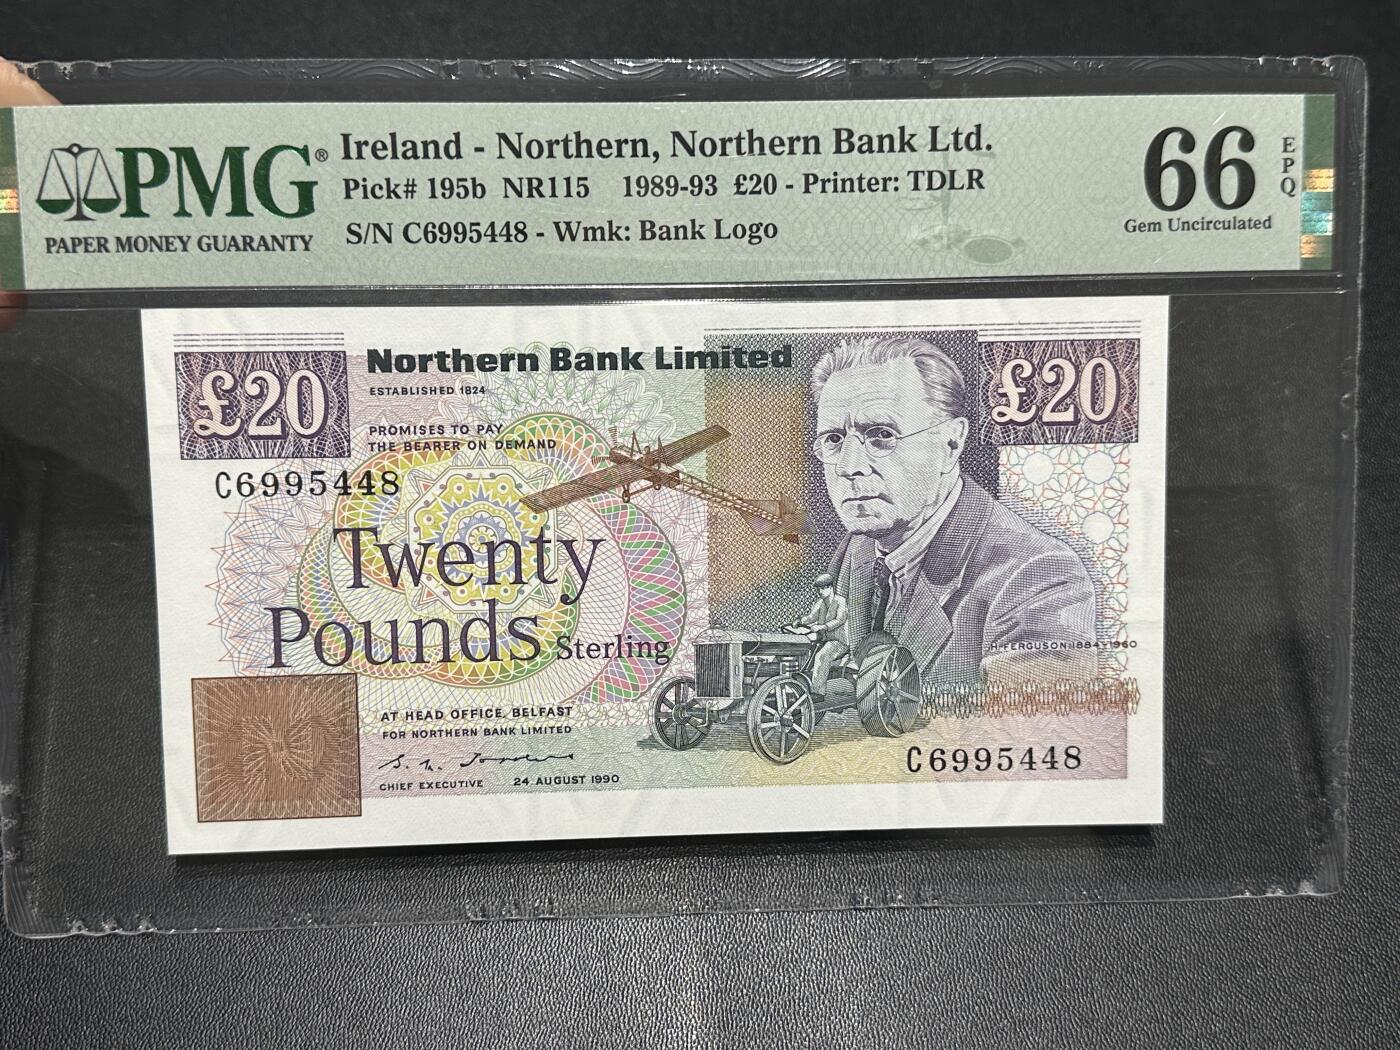 PMG®
PAPER MONEY GUARANTY
Ireland - Northern, Northern Bank Ltd.
Pick# 195b NR115 1989-93 £20 - Printer: TDLR
S/N C6995448 - Wmk: Bank Logo
66
EPQ
Gem Uncirculated
£20
Northern Bank Limited
£20
ESTABLISHED 1824
PROMISES TO PAY
THE BEARER ON DEMAND
C6995448
Twenty
Pounds Sterling
H·FERGUSON 1884-1960
AT HEAD OFFICE, BELFAST
FOR NORTHERN BANK LIMITED
CHIEF EXECUTIVE 24 AUGUST 1990
C6995448